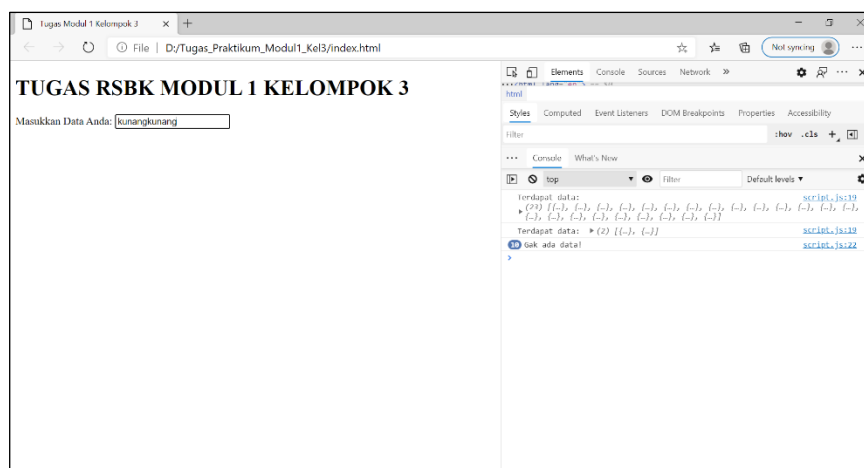 Tugas Modul 1 Kelompok 3
File | D:/Tugas_Praktikum_Modul1_Kel3/index.html
Not syncing
TUGAS RSBK MODUL 1 KELOMPOK 3
Masukkan Data Anda: kunangkunang
Elements Console Sources Network
html
Styles Computed Event Listeners DOM Breakpoints Properties Accessibility
Filter :hov .cls +
Console What's New
top Filter Default levels ▼
Terdapat data: script.js:19
(23) [{…}, {…}, {…}, {…}, {…}, {…}, {…}, {…}, {…}, {…}, {…}, {…}, {…}, {…},
{…}, {…}, {…}, {…}, {…}, {…}, {…}, {…}, {…}]
Terdapat data: ▶(2) [{…}, {…}] script.js:19
10 Gak ada data! script.js:22